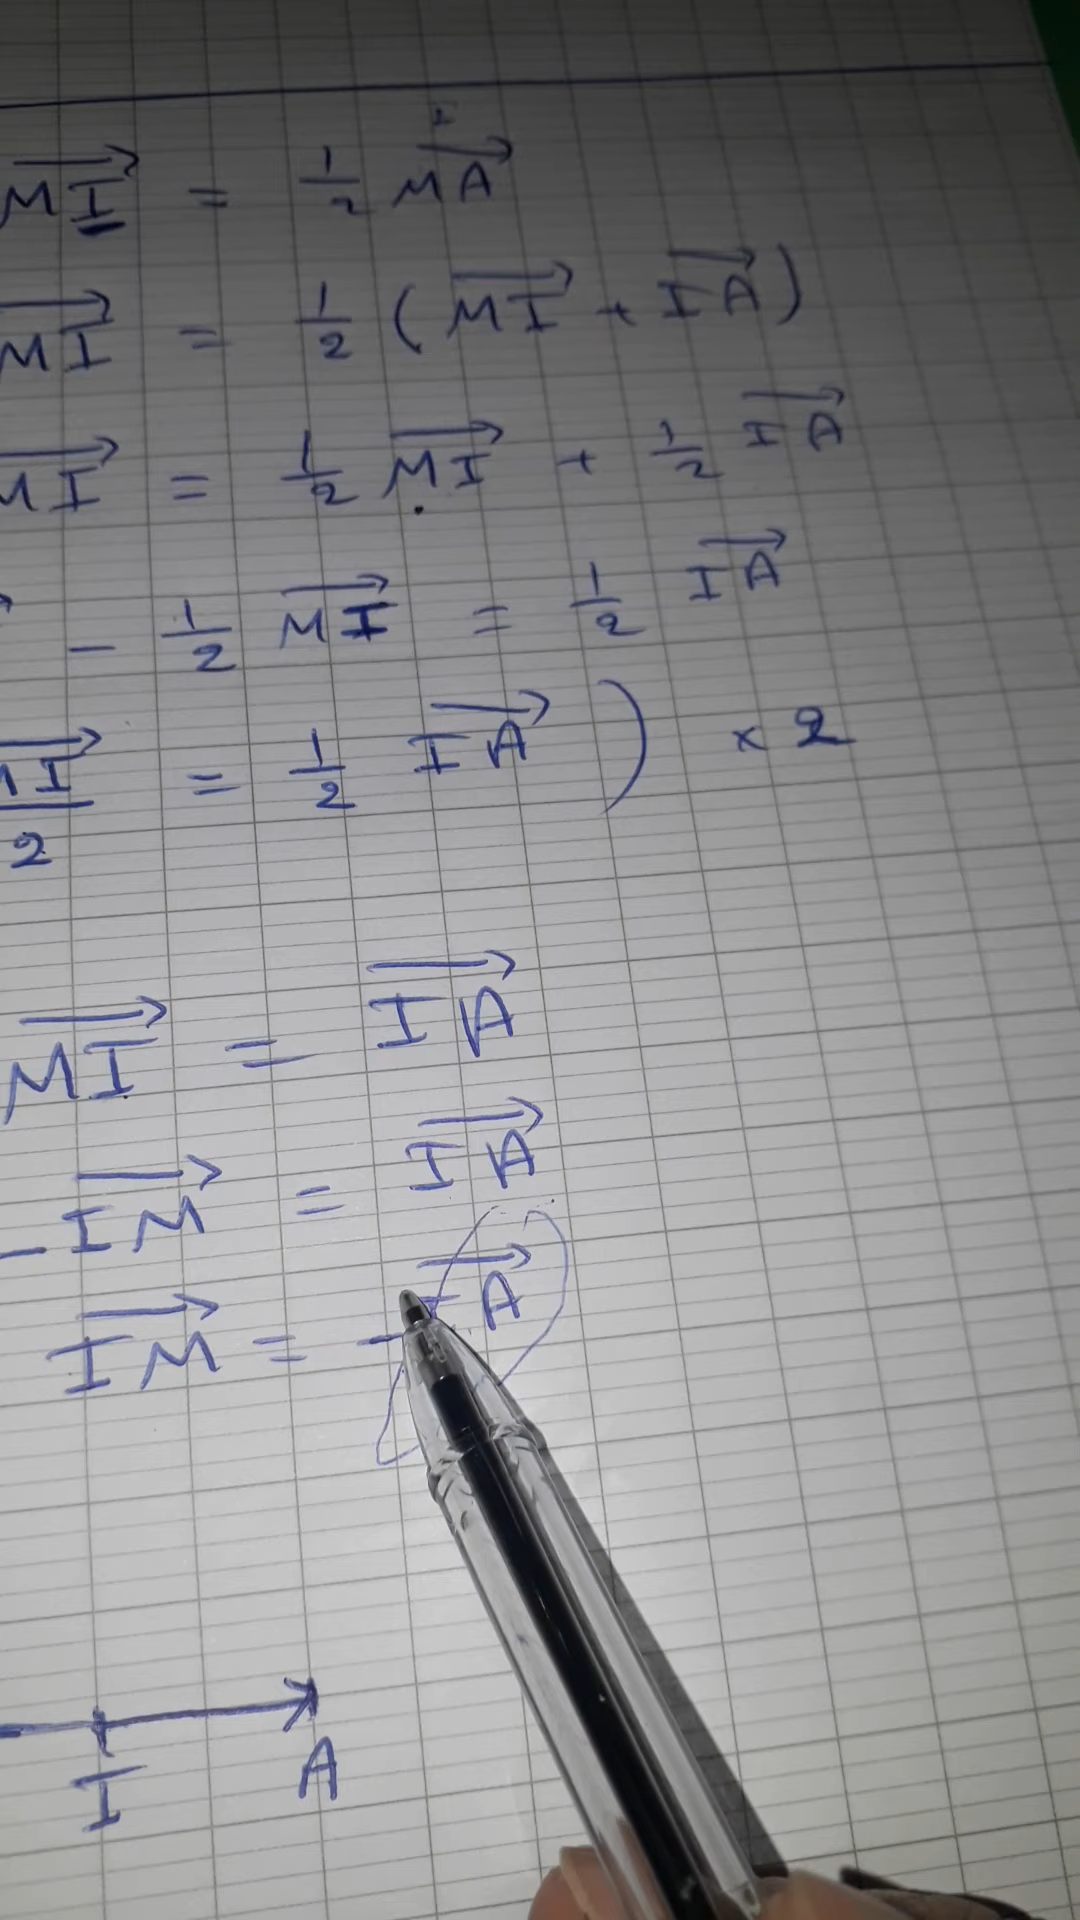 MI = 1/2 MA
MI = 1/2 ( MI + IA )
MI = 1/2 MI + 1/2 IA
- 1/2 MI = 1/2 IA
MI/2 = 1/2 IA ) × 2
MI = IA
- IM = IA
IM = - IA
I A